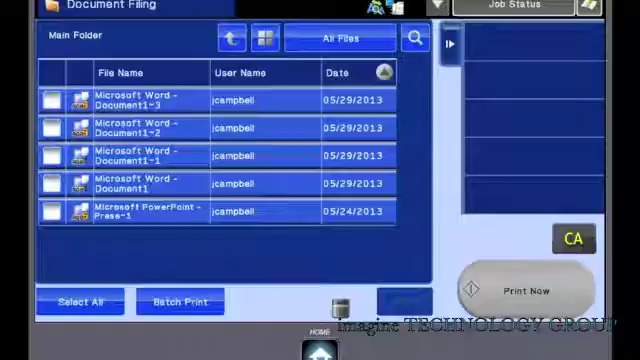 Document Filing
Job Status
Main Folder
All Files
File Name
User Name
Date
Microsoft Word -
Document1-3
jcampbell
05/29/2013
Microsoft Word -
Document1-2
jcampbell
05/29/2013
Microsoft Word -
Document1-1
jcampbell
05/29/2013
Microsoft Word -
Document1
jcampbell
05/29/2013
Microsoft PowerPoint -
Prese-1
jcampbell
05/24/2013
CA
Print Now
Select All
Batch Print
imagine TECHNOLOGY GROUP
HOME